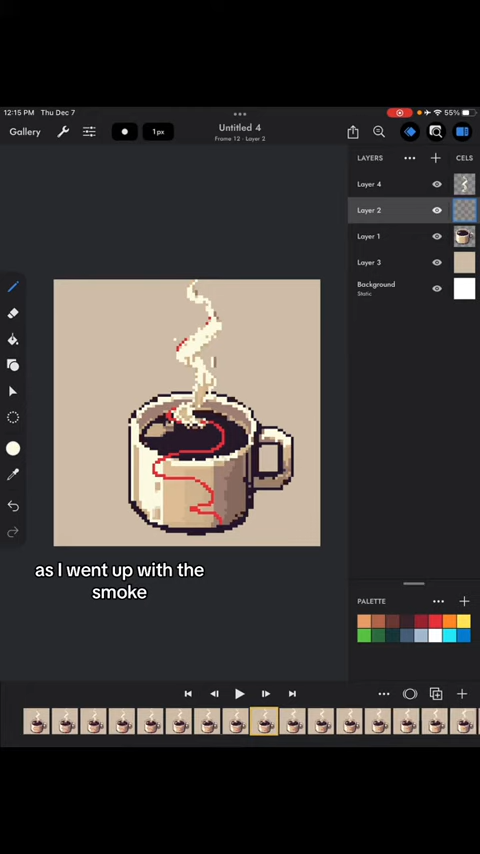 12:15 PM Thu Dec 7
55%
Gallery
1px
Untitled 4
Frame 12 - Layer 2
LAYERS
CELS
Layer 4
Layer 2
Layer 1
Layer 3
Background
Static
as I went up with the
smoke
PALETTE